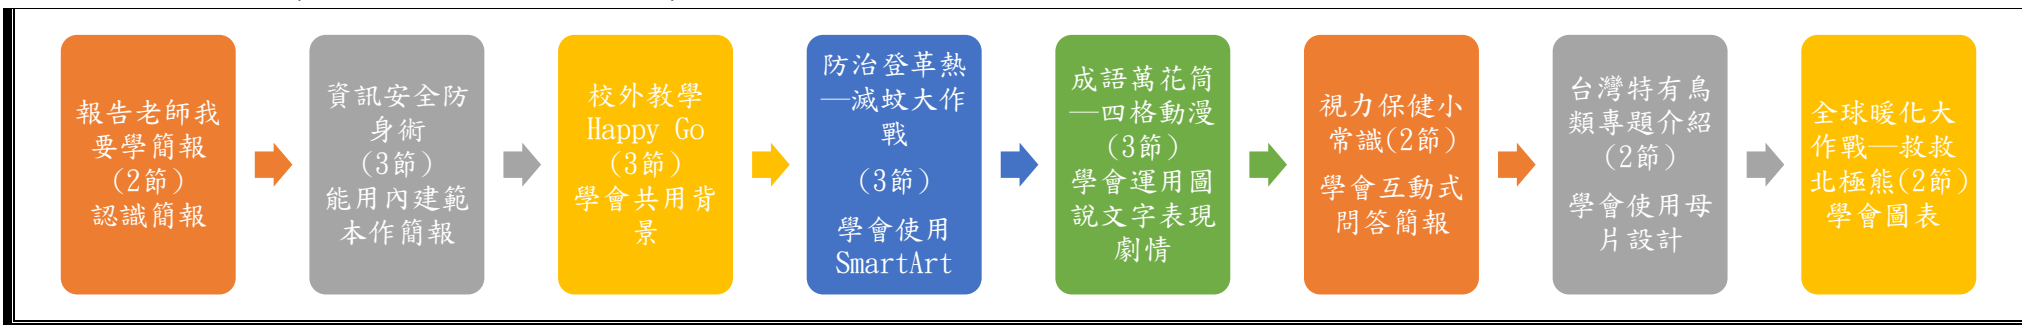 報告老師我
要學簡報
(2節)
認識簡報
資訊安全防
身術
(3節)
能用內建範
本作簡報
校外教學
Happy Go
(3節)
學會共用背
景
防治登革熱
—滅蚊大作
戰
(3節)
學會使用
SmartArt
成語萬花筒
—四格動漫
(3節)
學會運用圖
說文字表現
劇情
視力保健小
常識(2節)
學會互動式
問答簡報
台灣特有鳥
類專題介紹
(2節)
學會使用母
片設計
全球暖化大
作戰—救救
北極熊(2節)
學會圖表